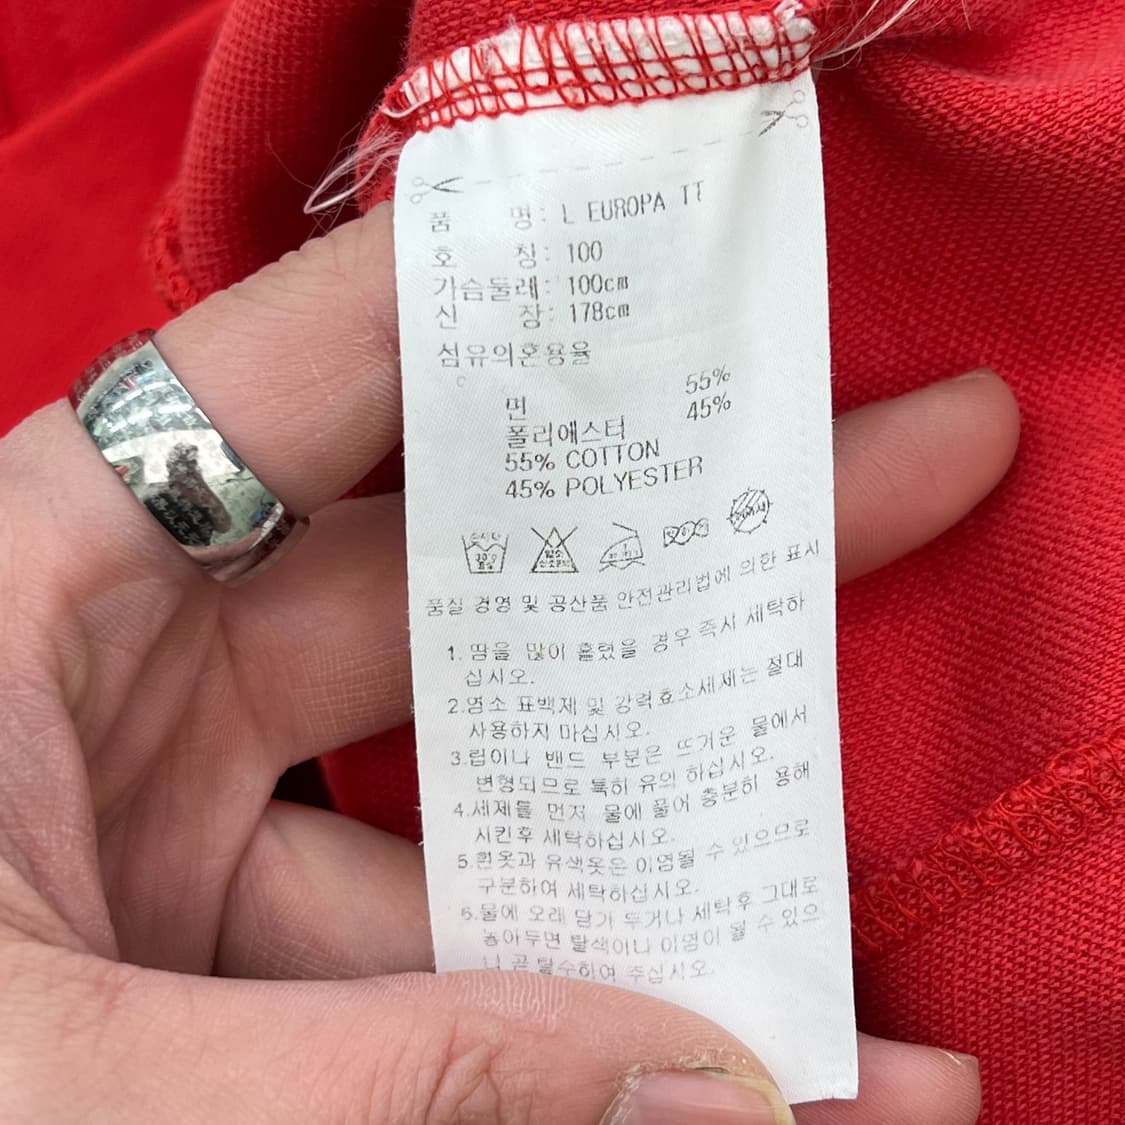 품 명: L EUROPA TT
호 칭: 100
가슴둘레: 100cm
신 장: 178cm
섬유의혼용율
55%
면 45%
폴리에스터
55% COTTON
45% POLYESTER
30°C
품질 경영 및 공산품 안전관리법에 의한 표시
1. 땀을 많이 흘렸을 경우 즉시 세탁하
십시오.
2.염소 표백제 및 강력효소세제는 절대
사용하지 마십시오.
3.립이나 밴드 부분은 뜨거운 물에서
변형되므로 특히 유의 하십시오.
4.세제를 먼저 물에 풀어 충분히 용해
시킨후 세탁하십시오.
5.흰옷과 유색옷은 이염될 수 있으므로
구분하여 세탁하십시오.
6.물에 오래 담가 두거나 세탁후 그대로
놓아두면 탈색이나 이염이 될 수 있으
니 곧 탈수하여 주십시오.